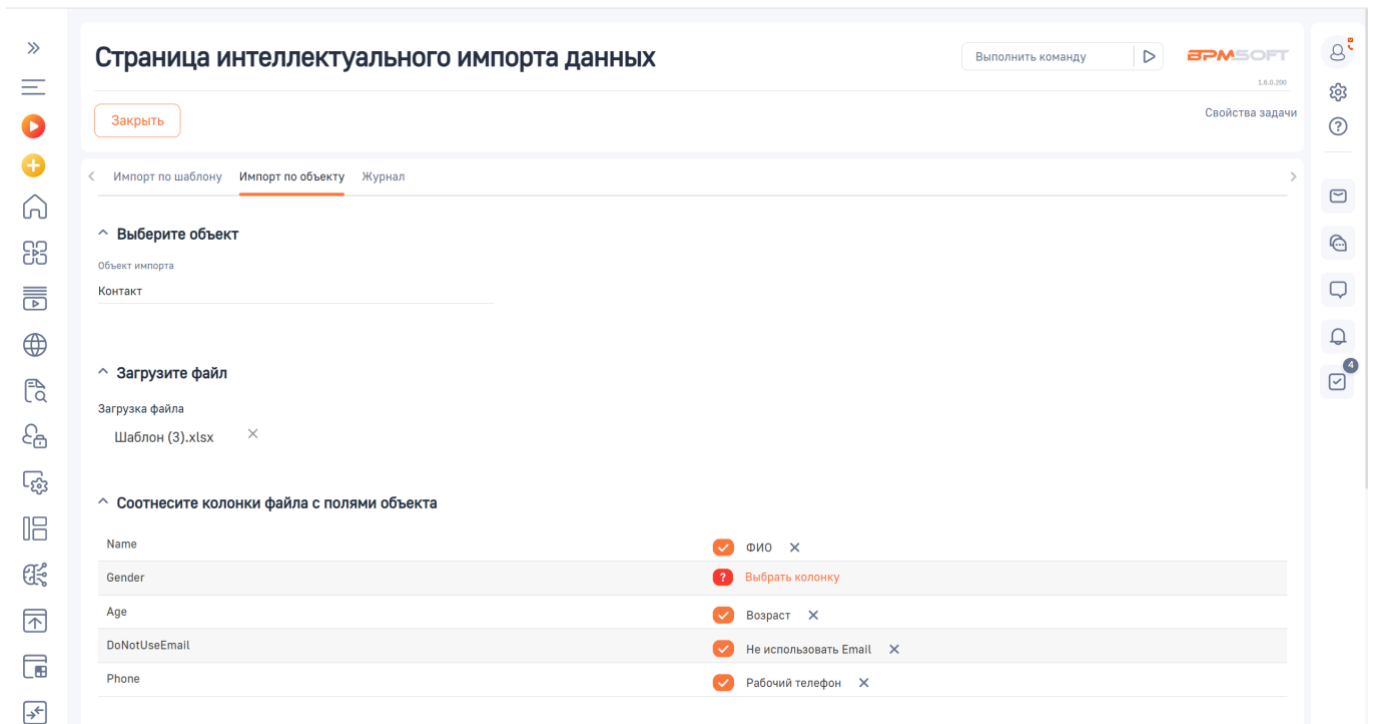 Страница интеллектуального импорта данных
Выполнить команду
BPMSOFT
1.6.0.200
Закрыть
Свойства задачи
Импорт по шаблону Импорт по объекту Журнал
Выберите объект
Объект импорта
Контакт
Загрузите файл
Загрузка файла
Шаблон (3).xlsx
4
Соотнесите колонки файла с полями объекта
Name ФИО
Gender ? Выбрать колонку
Age Возраст
DoNotUseEmail Не использовать Email
Phone Рабочий телефон